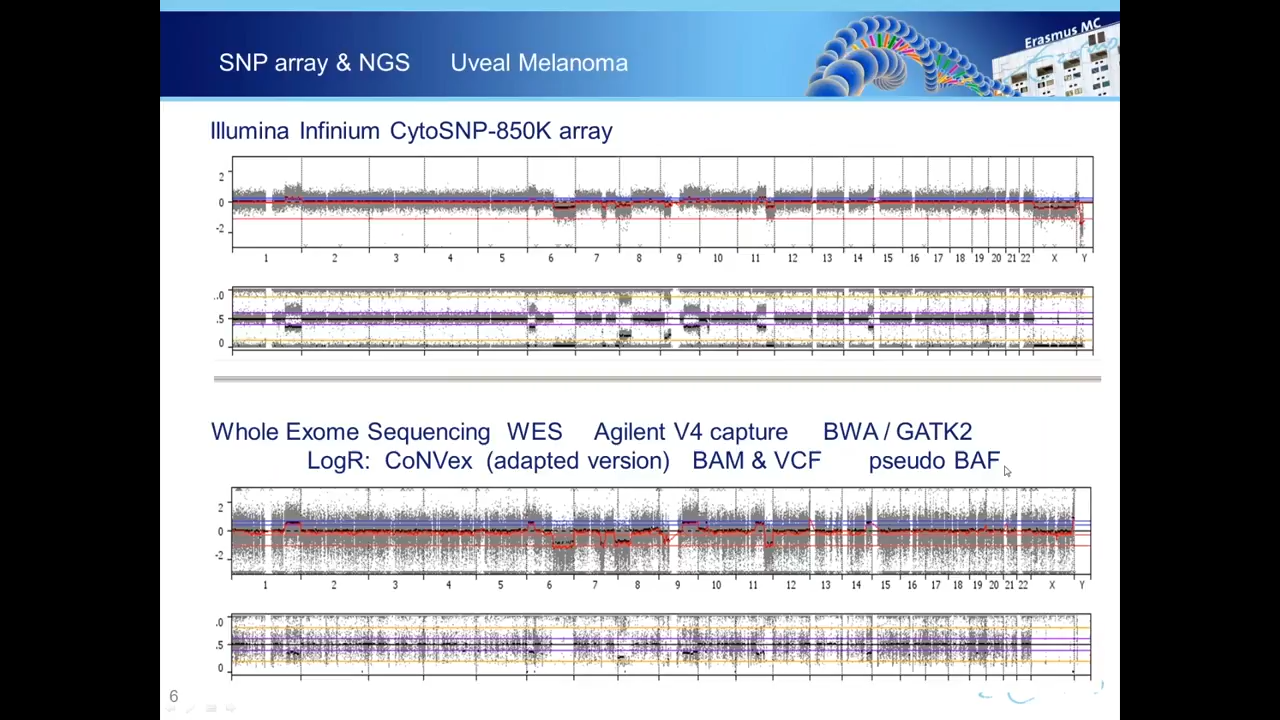 Erasmus MC
SNP array & NGS Uveal Melanoma
Illumina Infinium CytoSNP-850K array
2
0
-2
1 2 3 4 5 6 7 8 9 10 11 12 13 14 15 16 17 18 19 20 21 22 X Y
.0
.5
0
Whole Exome Sequencing WES Agilent V4 capture BWA / GATK2
LogR: CoNVex (adapted version) BAM & VCF pseudo BAF
2
0
-2
1 2 3 4 5 6 7 8 9 10 11 12 13 14 15 16 17 18 19 20 21 22 X Y
.0
.5
0
6